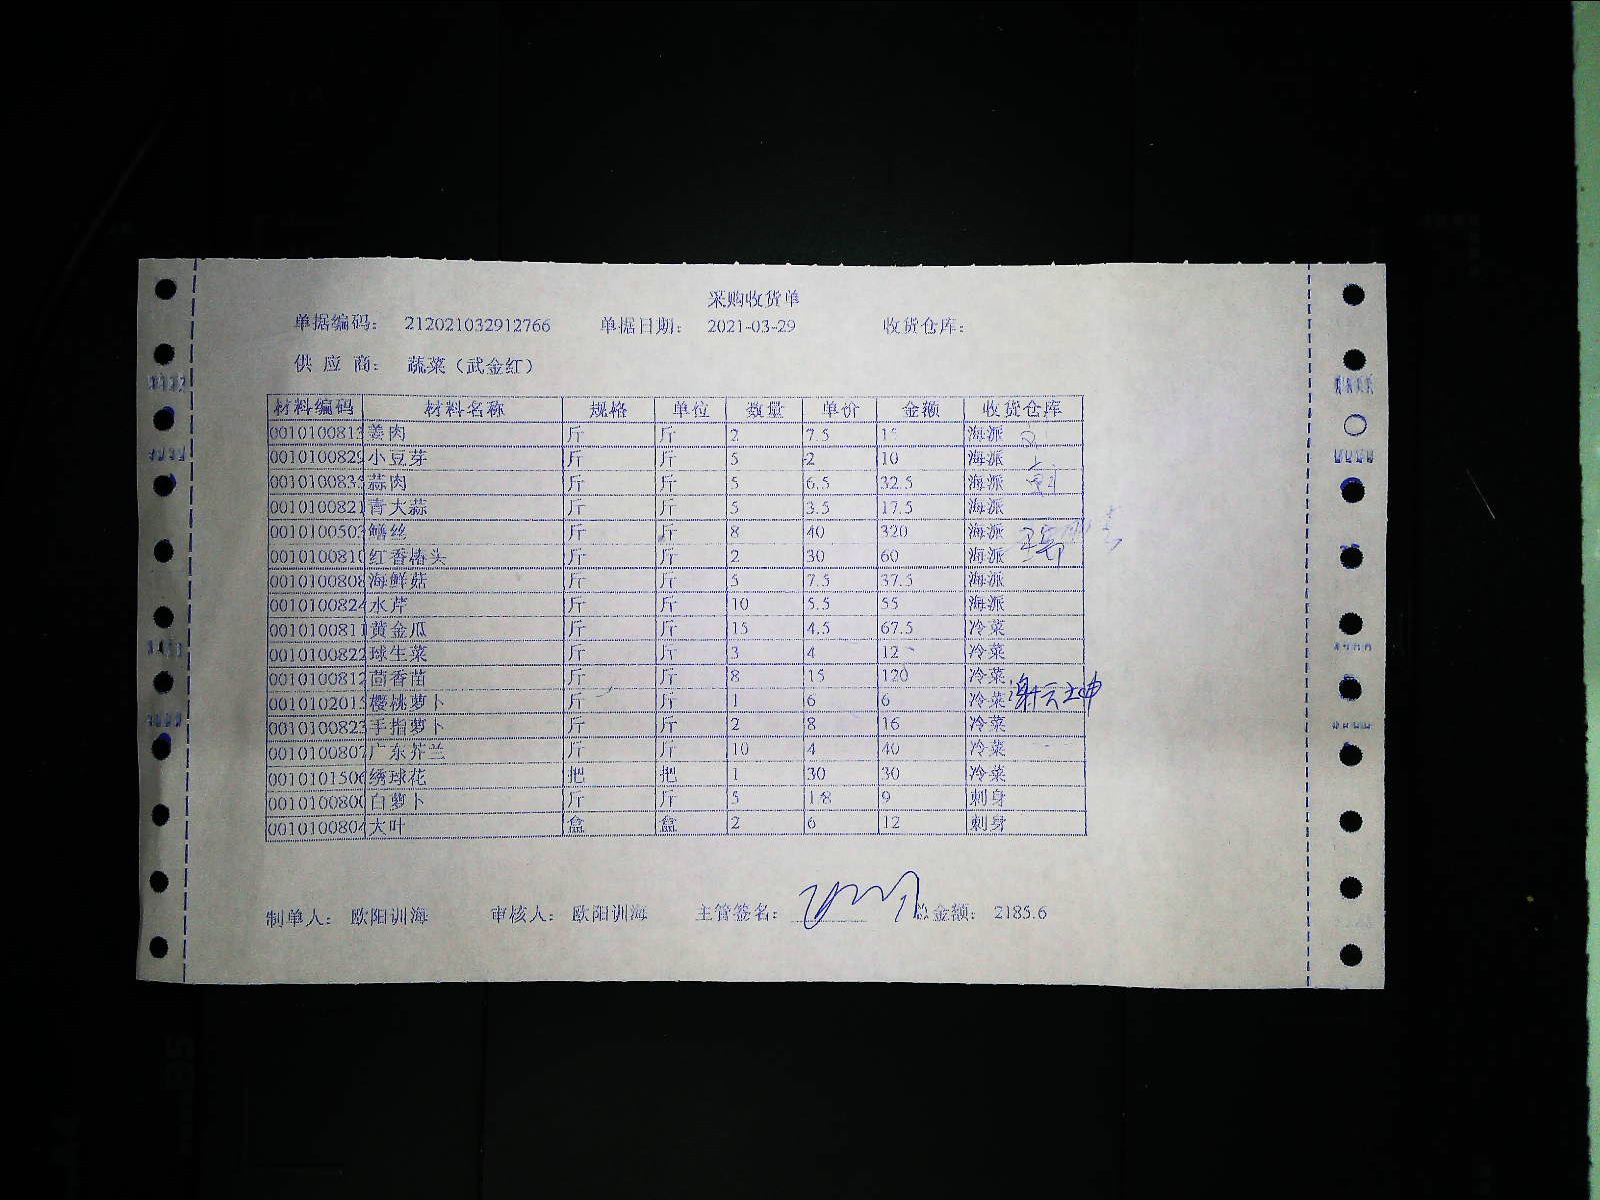 采购收货单
单据编码： 212021032912766 单据日期： 2021-03-29 收货仓库：
供 应 商： 蔬菜（武金红）
材料编码 材料名称 规格 单位 数量 单价 金额 收货仓库
0010100813 姜肉 斤 斤 2 7.5 15 海派
0010100829 小豆芽 斤 斤 5 2 10 海派
001010083 蒜肉 斤 斤 5 6.5 32.5 海派
0010100821 青大蒜 斤 斤 5 3.5 17.5 海派
001010050 鳝丝 斤 斤 8 40 320 海派
0010100810 红香椿头 斤 斤 2 30 60 海派
0010100808 海鲜菇 斤 斤 5 7.5 37.5 海派
0010100824 水芹 斤 斤 10 5.5 55 海派
0010100811 黄金瓜 斤 斤 15 4.5 67.5 冷菜
0010100822 球生菜 斤 斤 3 4 12 冷菜
0010100812 茴香苗 斤 斤 8 15 120 冷菜
001010201 樱桃萝卜 斤 斤 1 6 6 冷菜
001010082 手指萝卜 斤 斤 2 8 16 冷菜
0010100807 广东芥兰 斤 斤 10 4 40 冷菜
0010101506 绣球花 把 把 1 30 30 冷菜
0010100800 白萝卜 斤 斤 5 1.8 9 刺身
0010100804 大叶 盒 盒 2 6 12 刺身
制单人： 欧阳训海 审核人： 欧阳训海 主管签名： 总金额： 2185.6